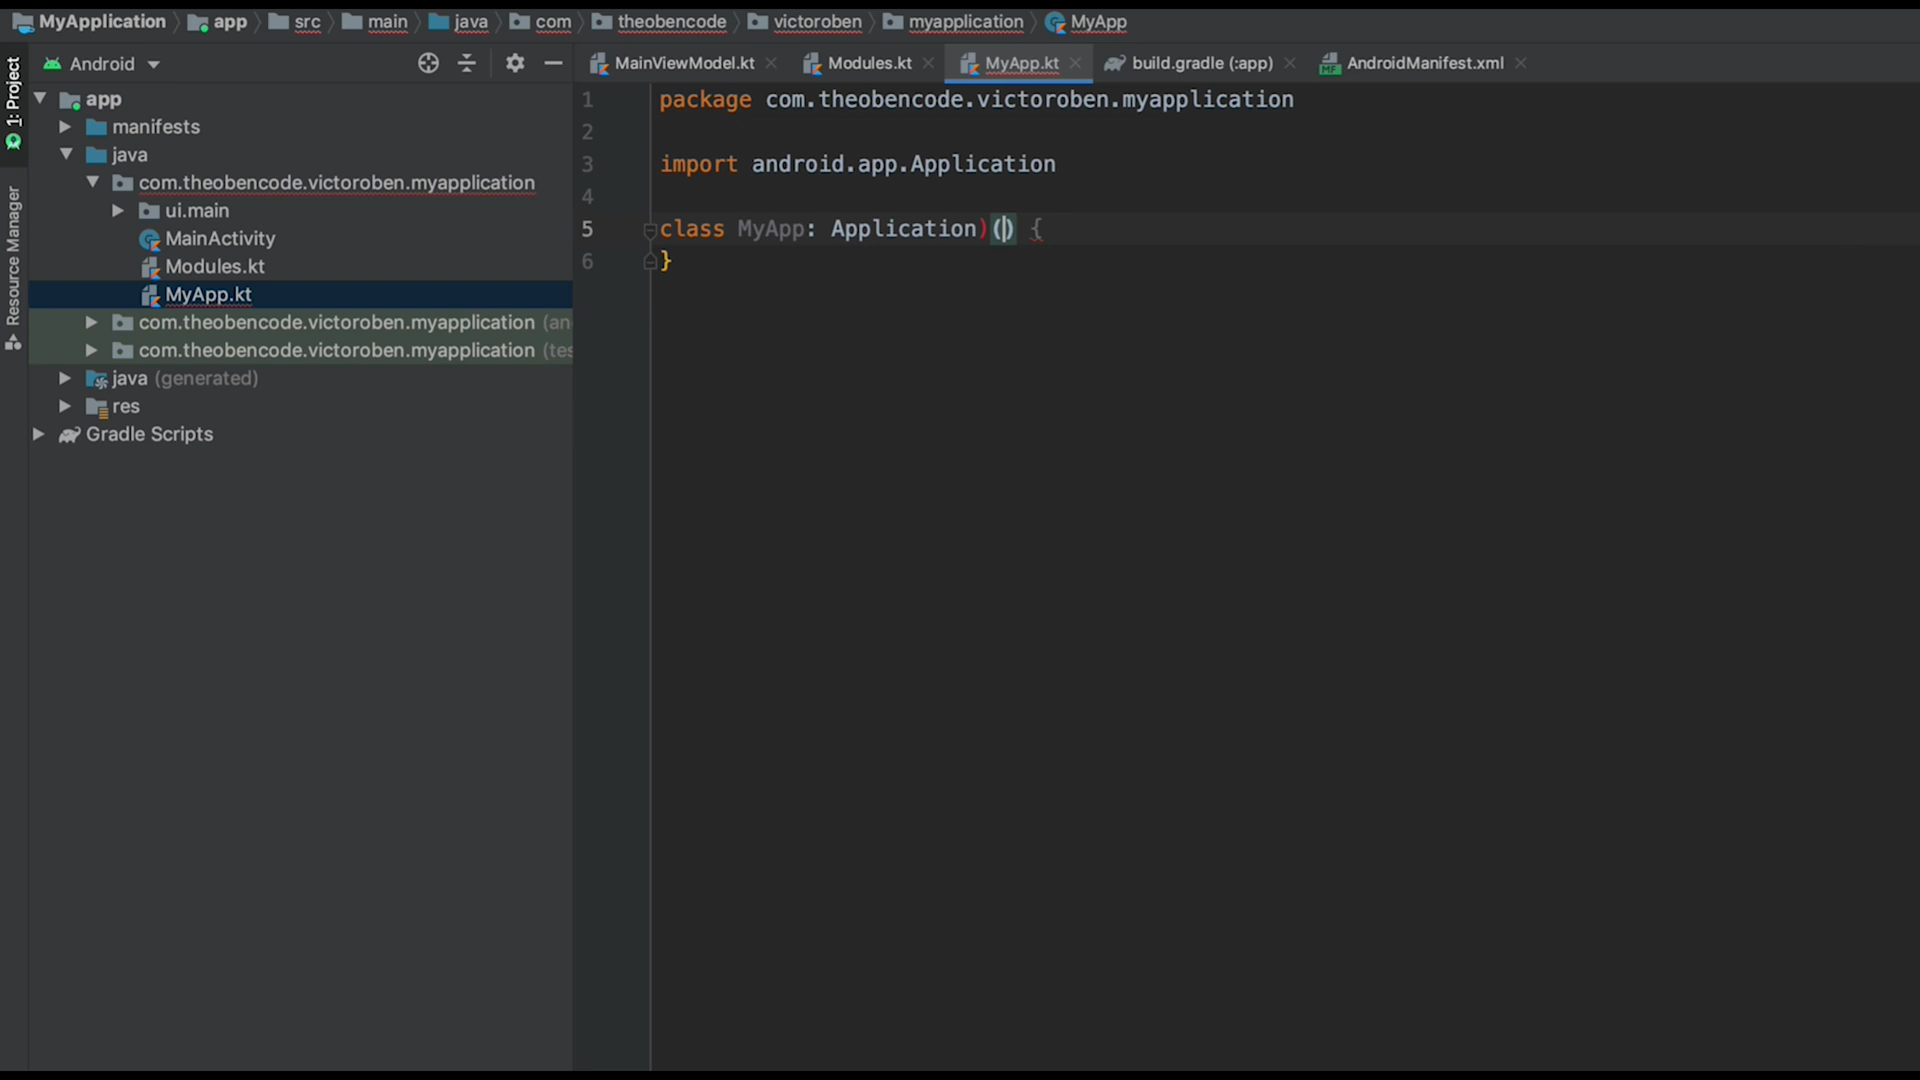 MyApplication app src main java com theobencode victoroben myapplication MyApp
Android
MainViewModel.kt Modules.kt MyApp.kt build.gradle (:app) AndroidManifest.xml
1: Project
Resource Manager
app
manifests
java
com.theobencode.victoroben.myapplication
ui.main
MainActivity
Modules.kt
MyApp.kt
com.theobencode.victoroben.myapplication (an
com.theobencode.victoroben.myapplication (tes
java (generated)
res
Gradle Scripts
1 package com.theobencode.victoroben.myapplication
2
3 import android.app.Application
4
5 class MyApp: Application)() {
6 }